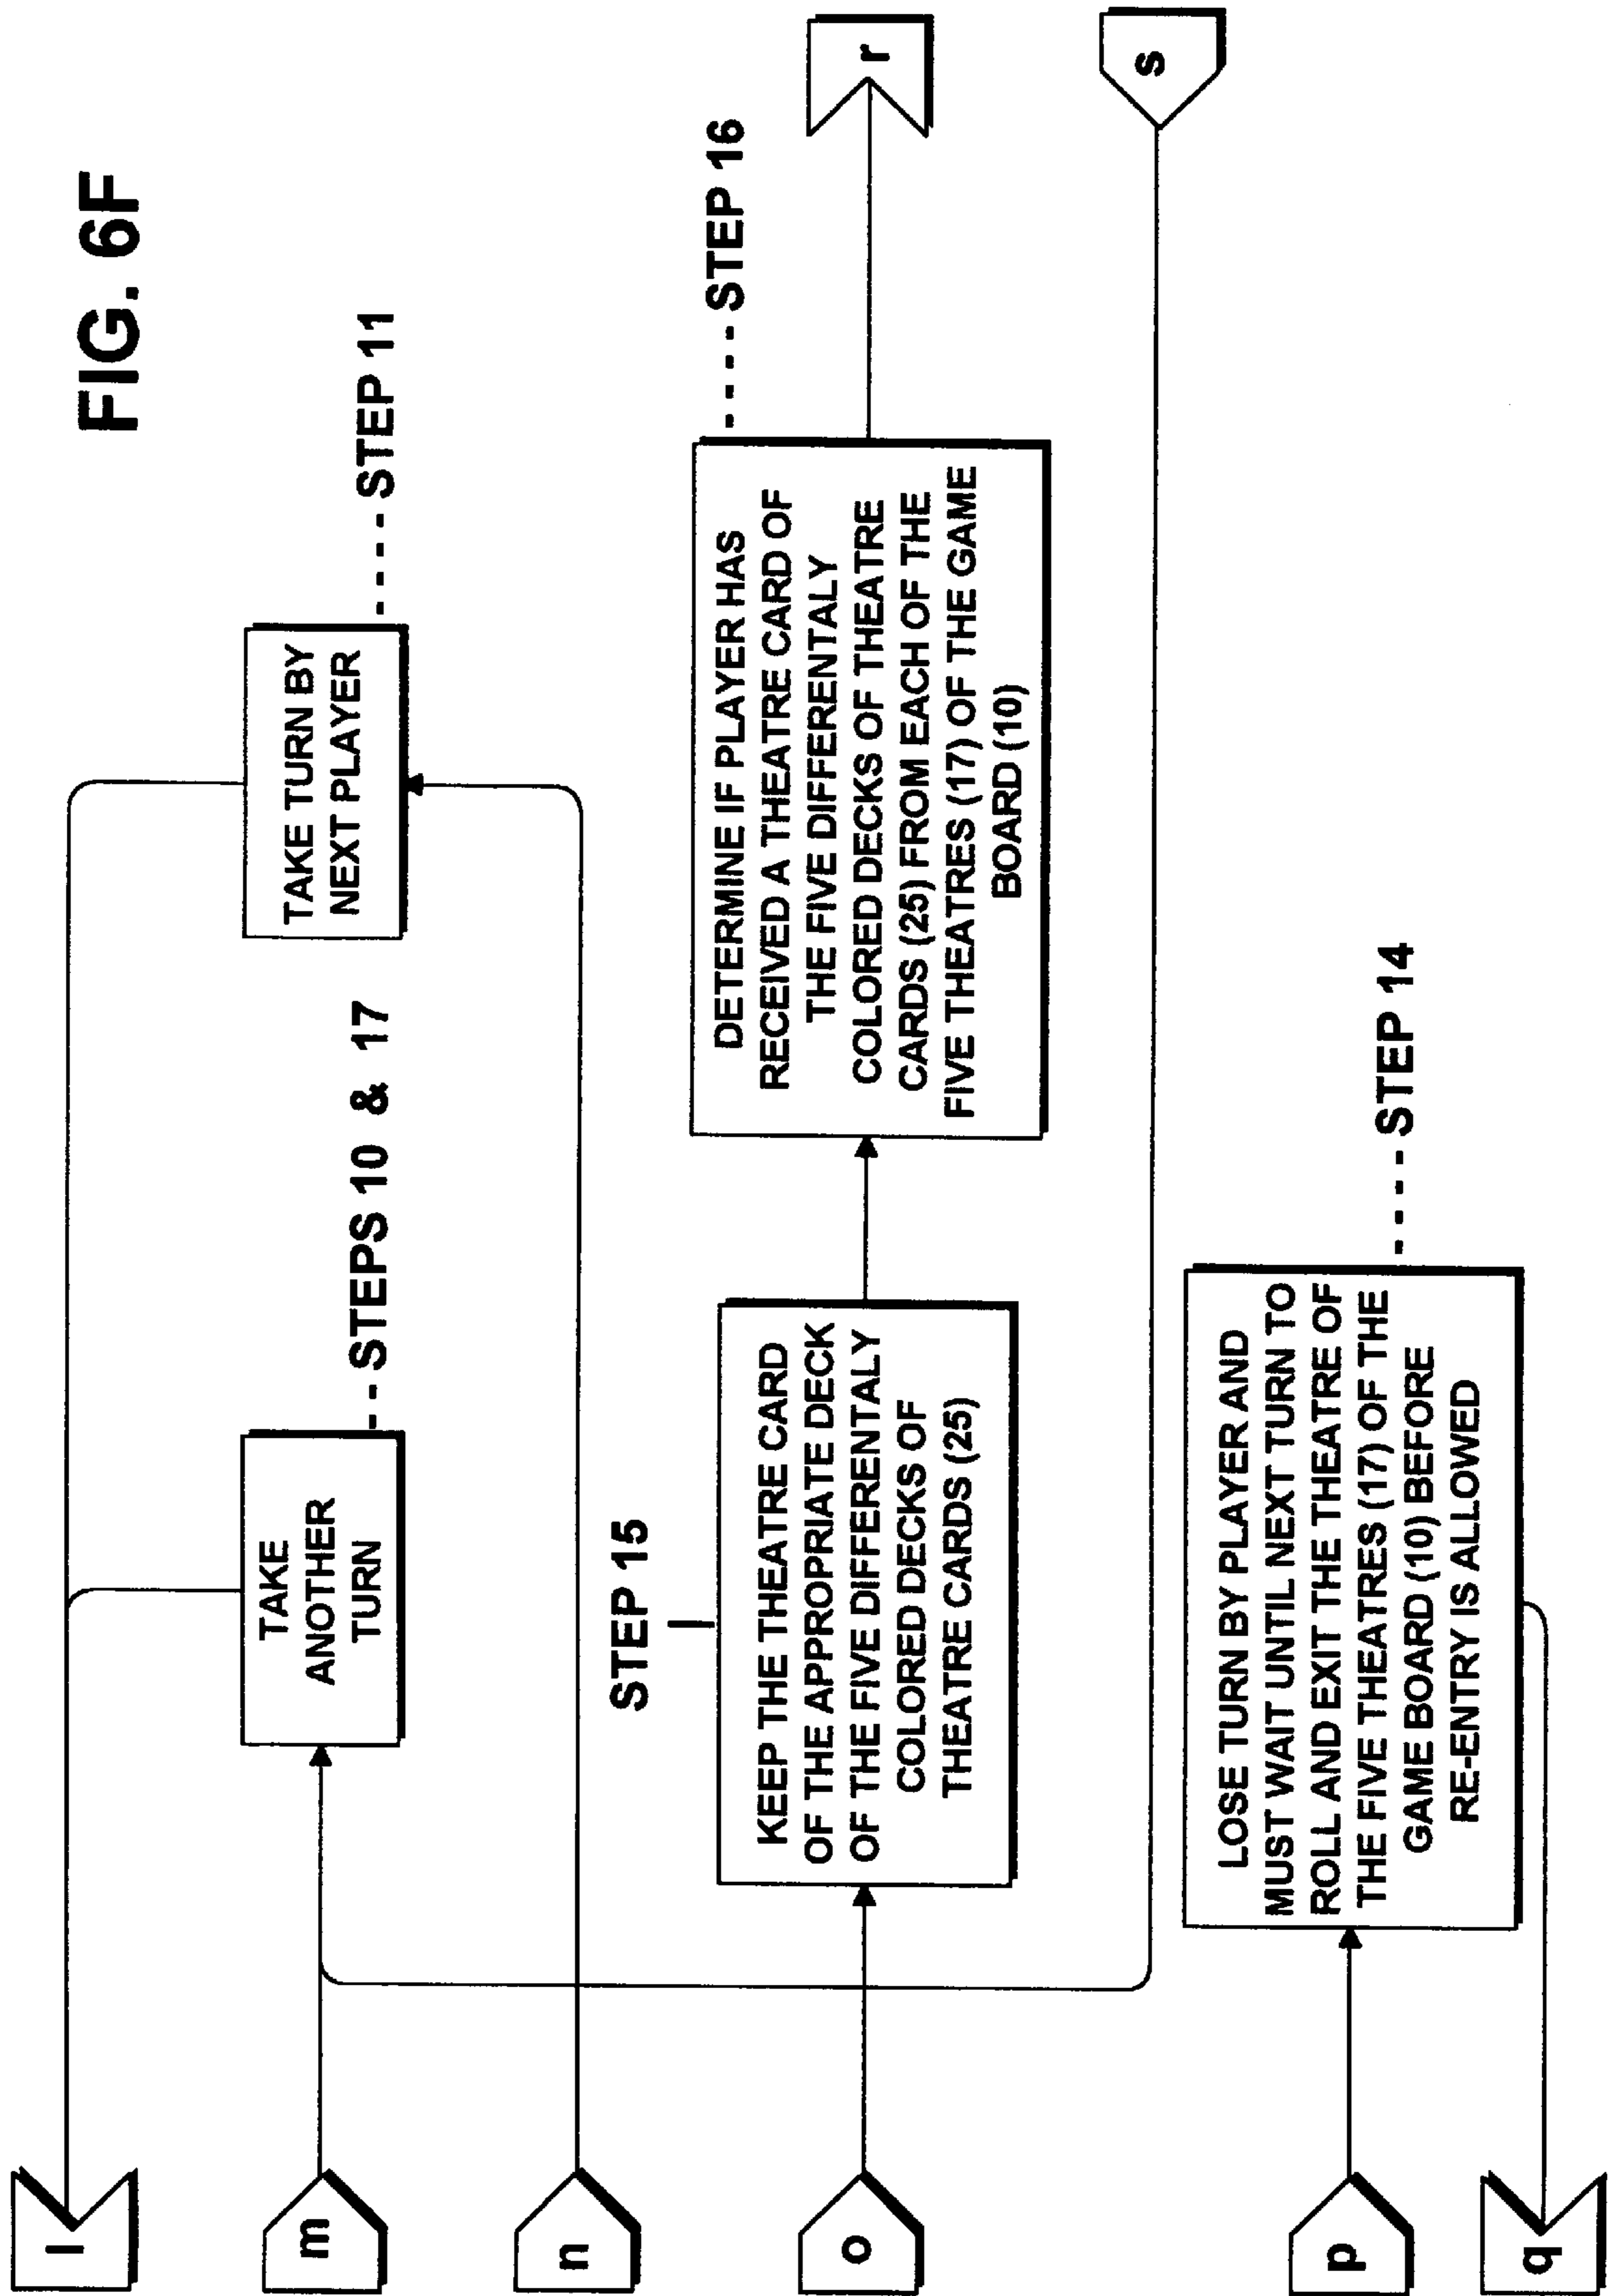 FIG. 6F
l
TAKE TURN BY
NEXT PLAYER
---- STEP 11
TAKE
ANOTHER
TURN
--STEPS 10 & 17
m
n
STEP 15
KEEP THE THEATRE CARD
OF THE APPROPRIATE DECK
OF THE FIVE DIFFERENTALY
COLORED DECKS OF
THEATRE CARDS (25)
o
---- STEP 16
DETERMINE IF PLAYER HAS
RECEIVED A THEATRE CARD OF
THE FIVE DIFFERENTALY
COLORED DECKS OF THEATRE
CARDS (25) FROM EACH OF THE
FIVE THEATRES (17) OF THE GAME
BOARD (10)
r
s
LOSE TURN BY PLAYER AND
MUST WAIT UNTIL NEXT TURN TO
ROLL AND EXIT THE THEATRE OF
THE FIVE THEATRES (17) OF THE
GAME BOARD (10) BEFORE
RE-ENTRY IS ALLOWED
---- STEP 14
p
q